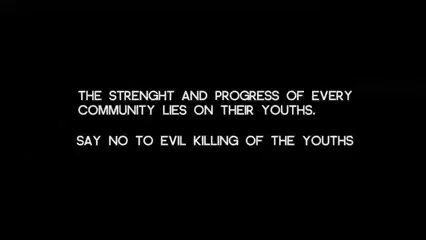 THE STRENGHT AND PROGRESS OF EVERY
COMMUNITY LIES ON THEIR YOUTHS.
SAY NO TO EVIL KILLING OF THE YOUTHS